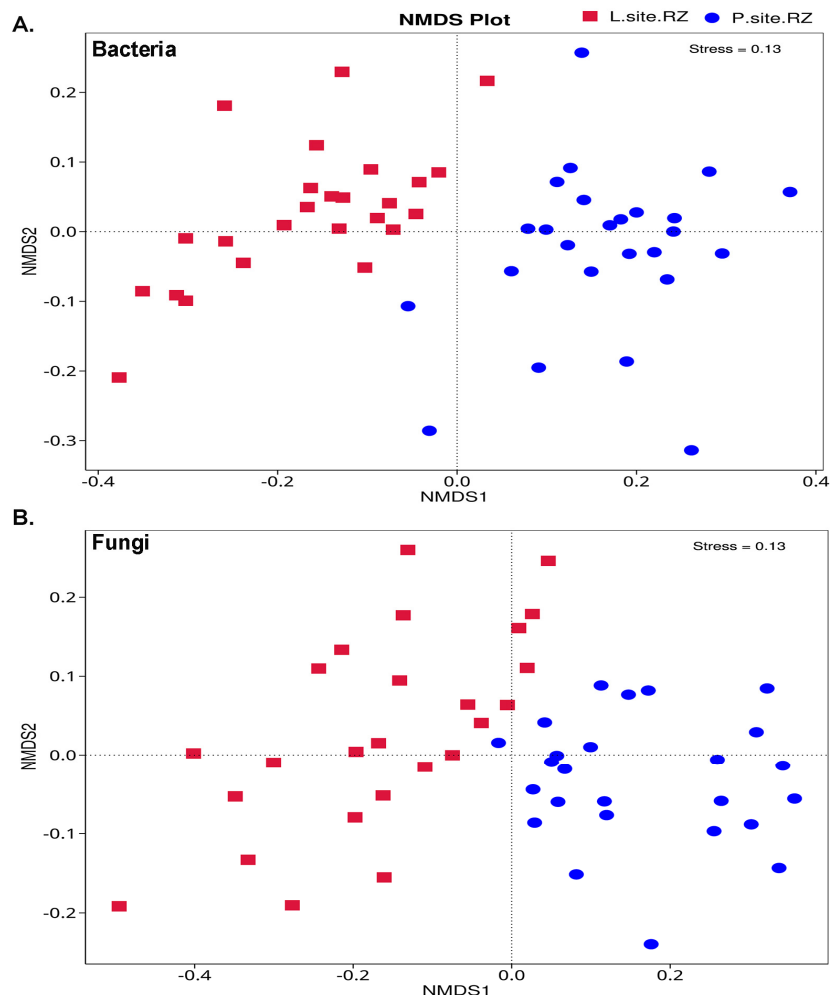 A.
NMDS Plot
L.site.RZ P.site.RZ
Bacteria
Stress = 0.13
0.2
0.1
0.0
-0.1
-0.2
-0.3
NMDS2
-0.4 -0.2 0.0 0.2 0.4
NMDS1
B.
Fungi
Stress = 0.13
0.2
0.1
0.0
-0.1
-0.2
NMDS2
-0.4 -0.2 0.0 0.2
NMDS1